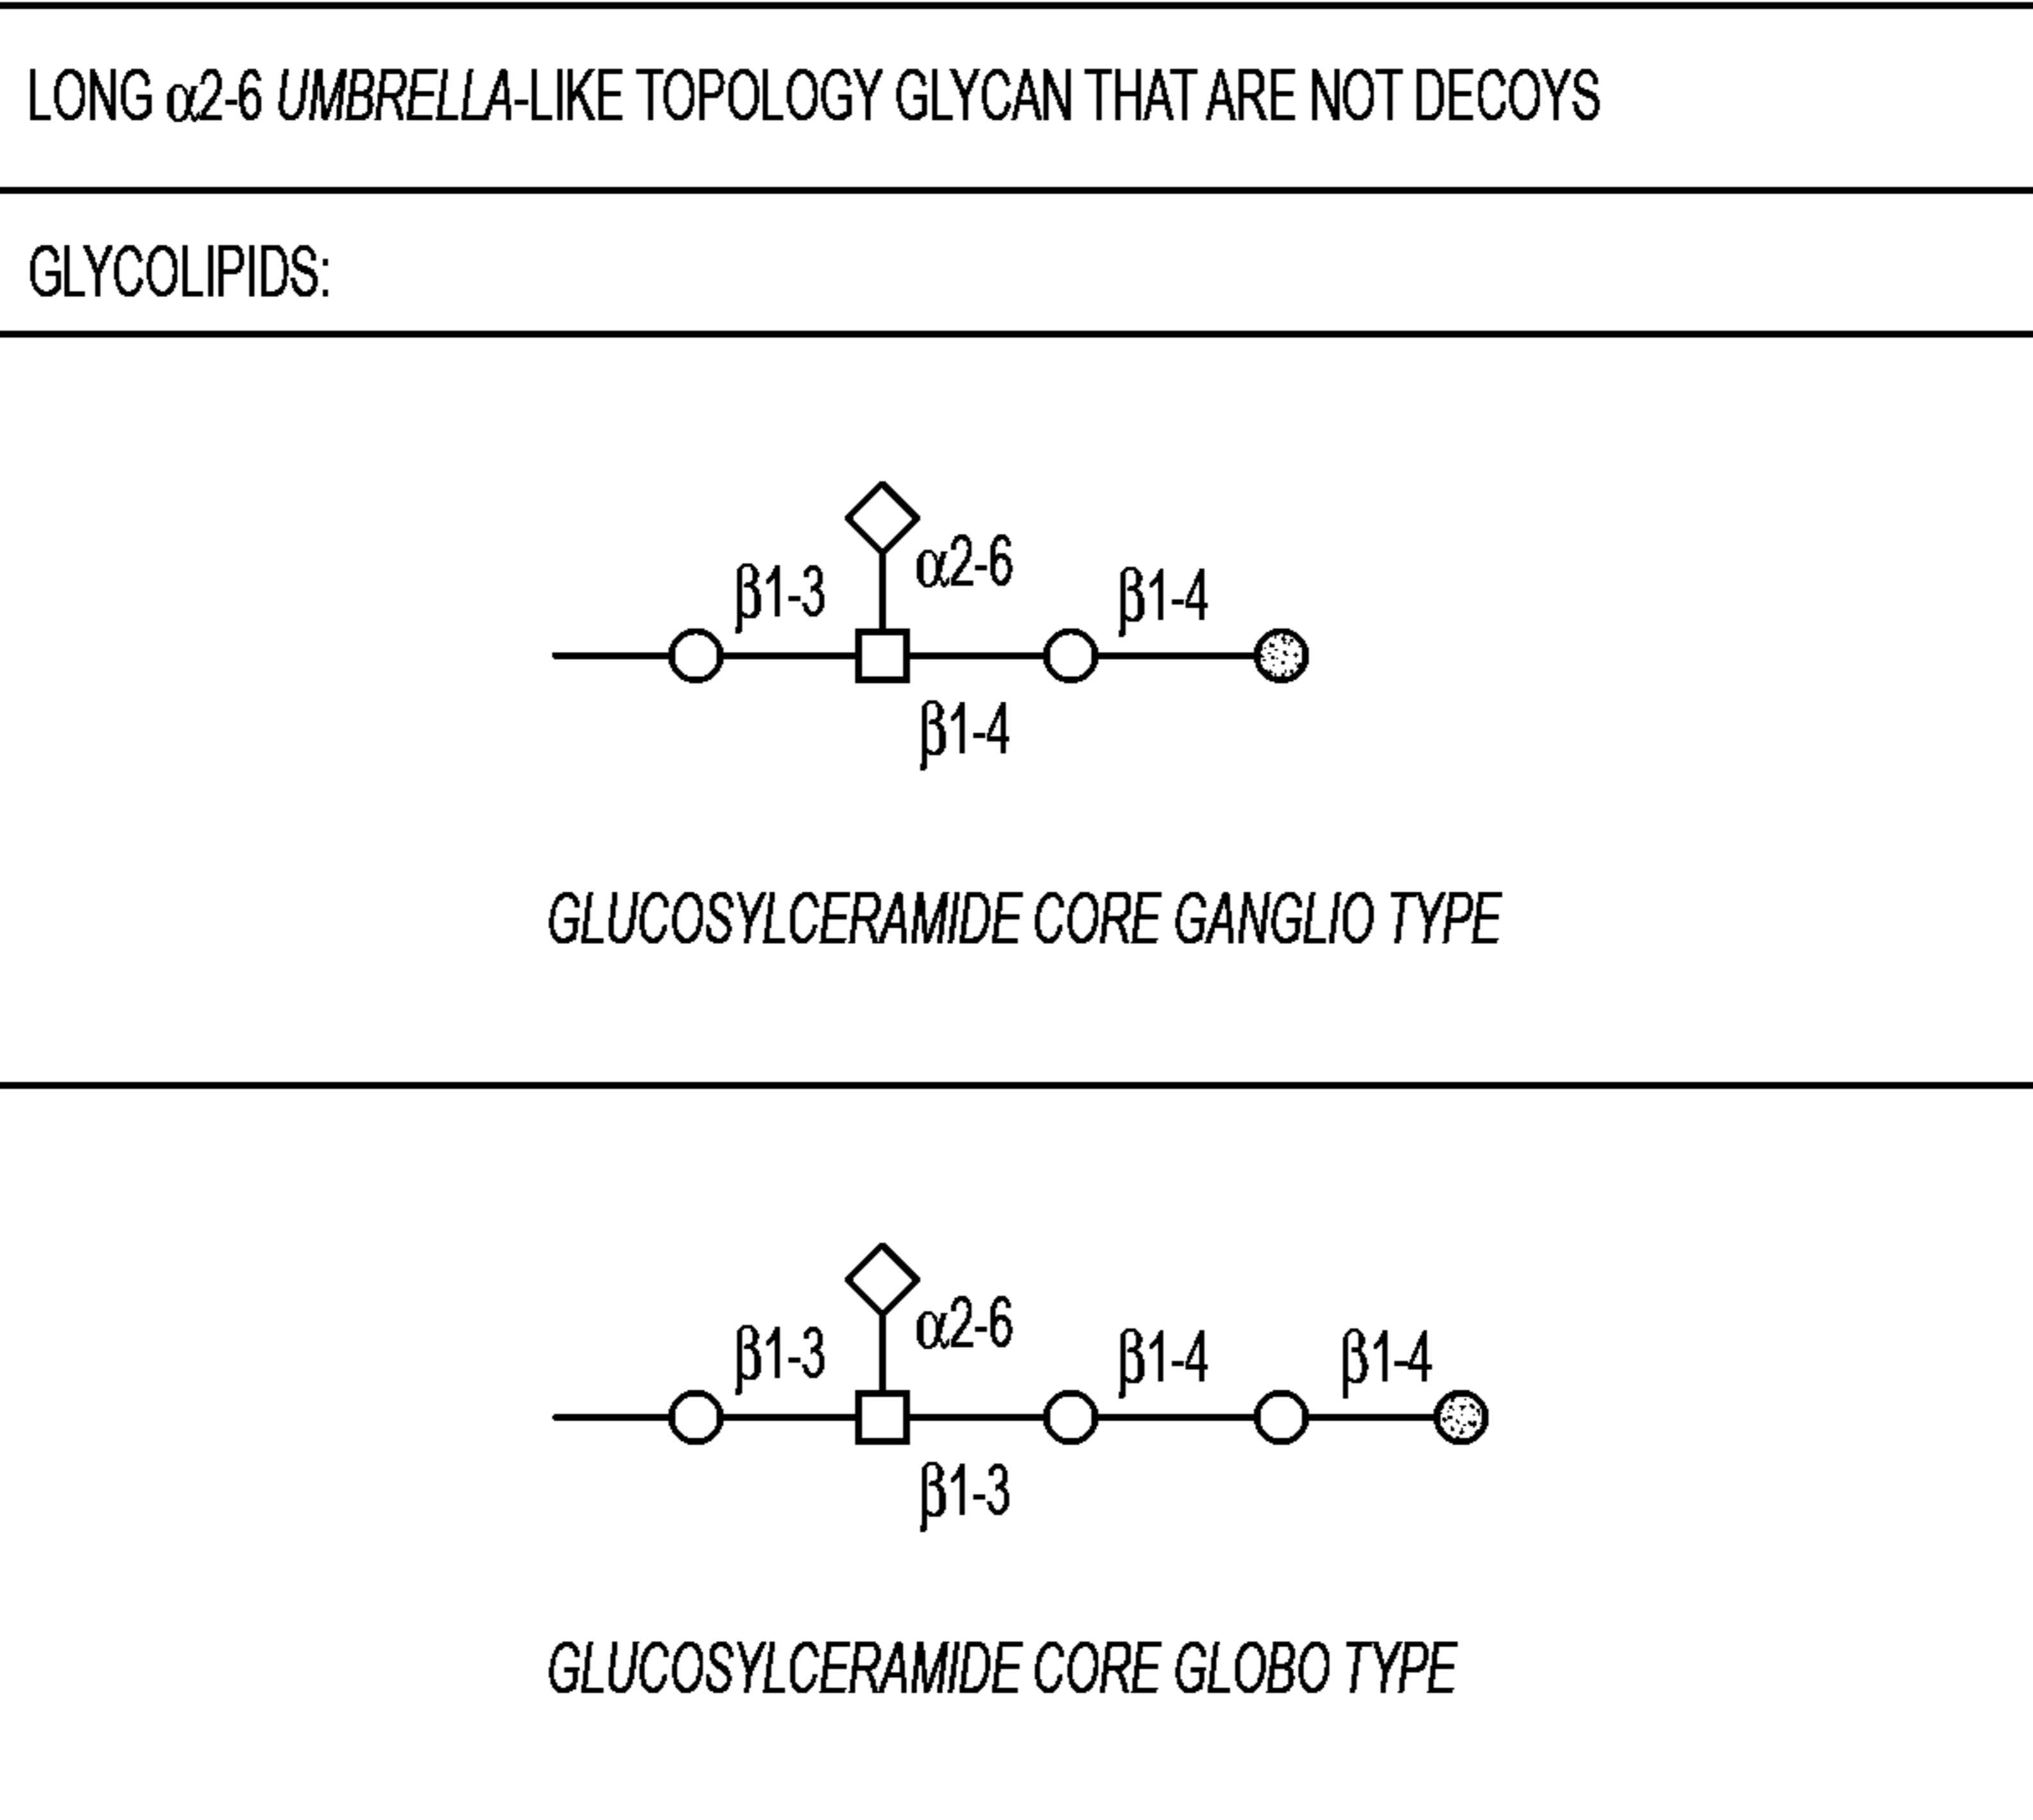 LONG α2-6 UMBRELLA-LIKE TOPOLOGY GLYCAN THAT ARE NOT DECOYS
GLYCOLIPIDS:
α2-6
β1-3
β1-4
β1-4
GLUCOSYLCERAMIDE CORE GANGLIO TYPE
α2-6
β1-3
β1-4
β1-4
β1-3
GLUCOSYLCERAMIDE CORE GLOBO TYPE